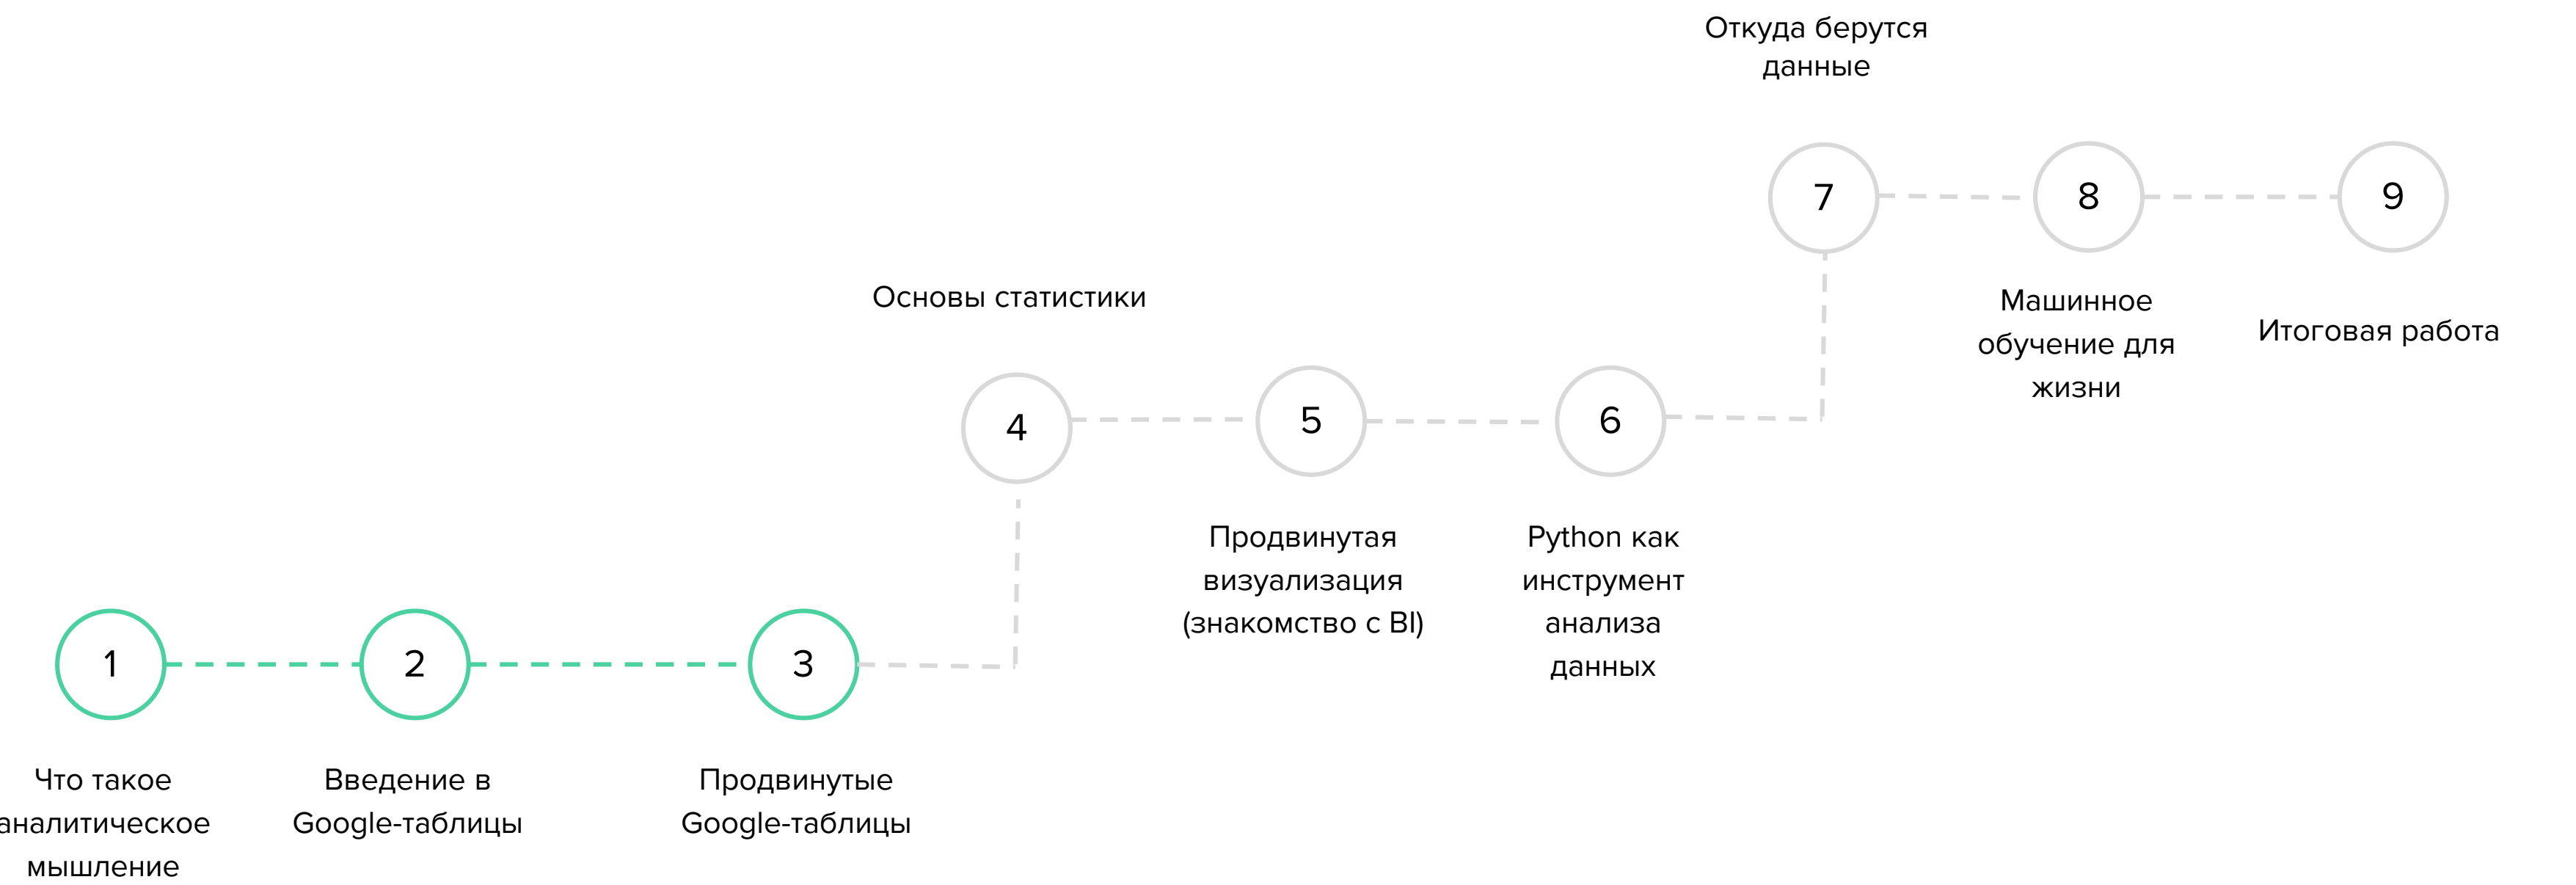 Откуда берутся
данные
7
8
9
Машинное
обучение для
жизни
Итоговая работа
Основы статистики
4
5
6
Продвинутая
визуализация
(знакомство с BI)
Python как
инструмент
анализа
данных
1
2
3
Что такое
аналитическое
мышление
Введение в
Google-таблицы
Продвинутые
Google-таблицы